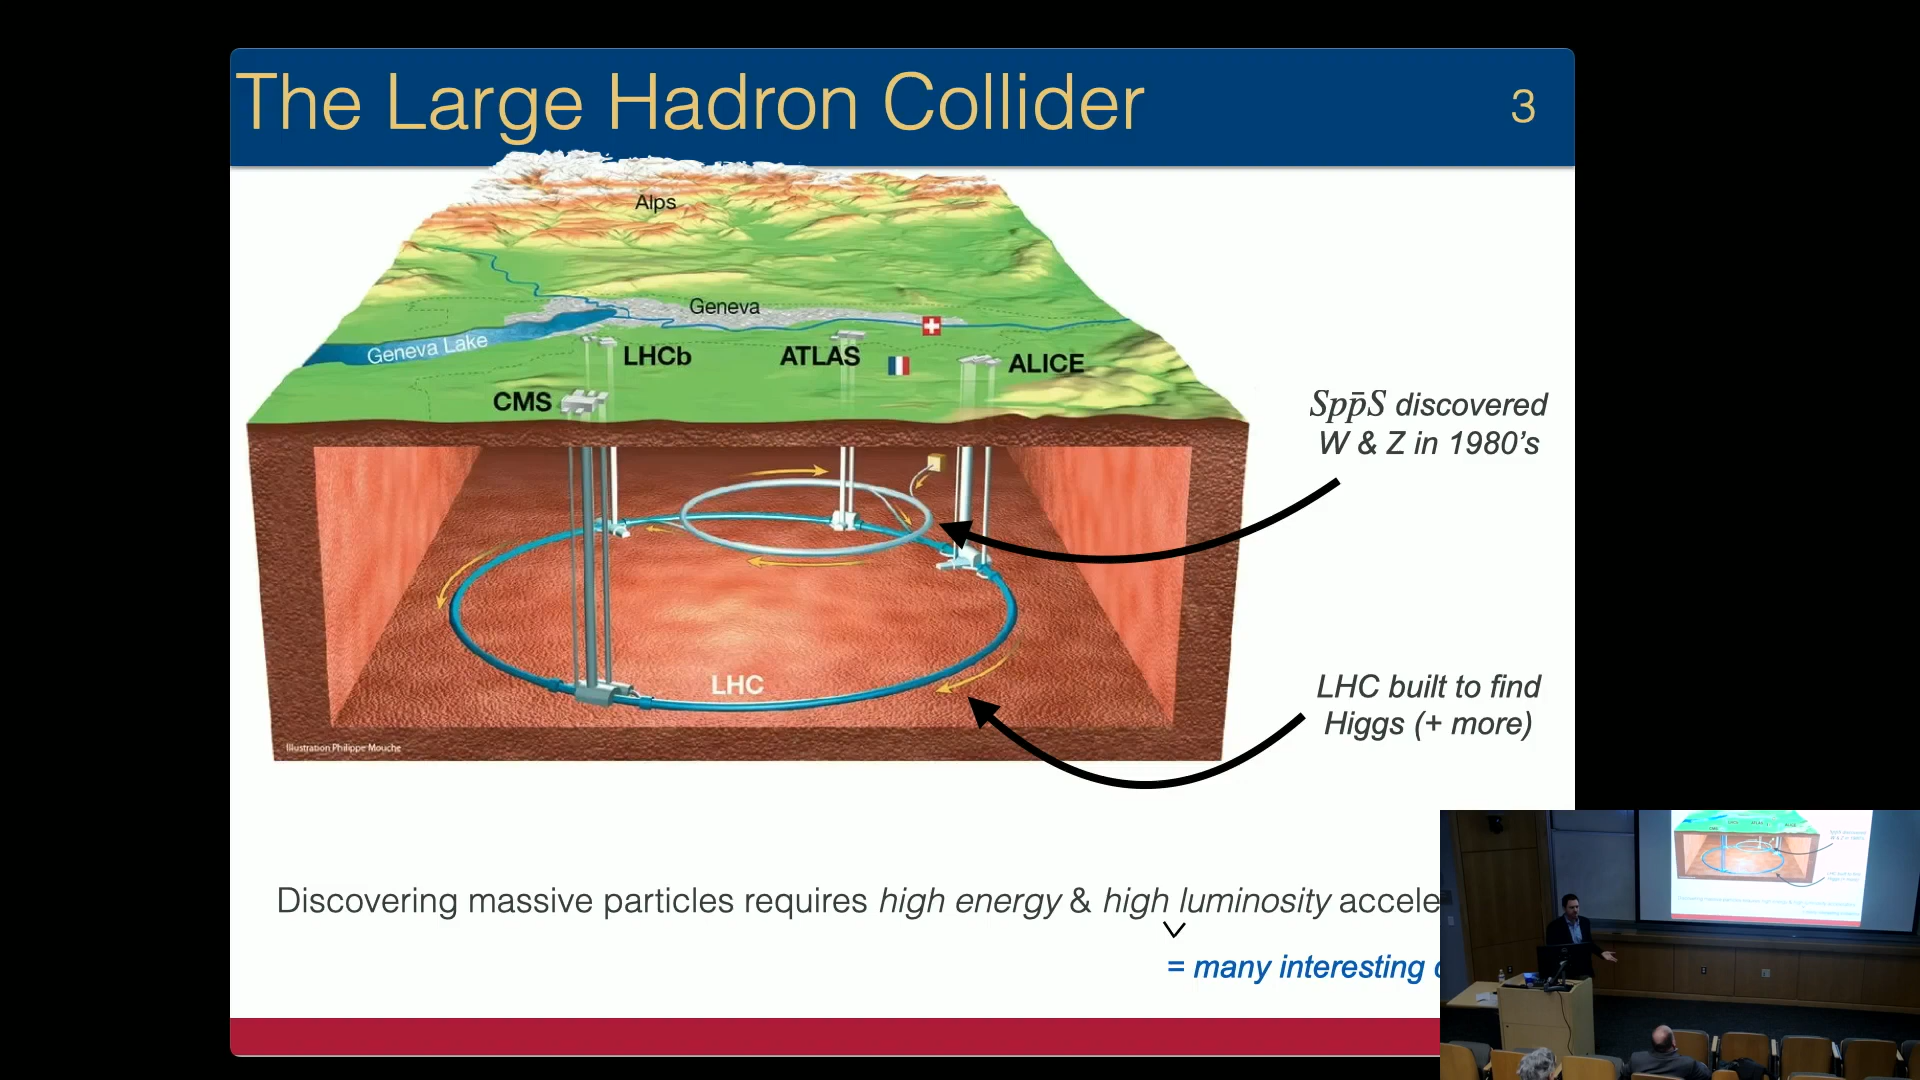 The Large Hadron Collider
3
Alps
Geneva
Geneva Lake
LHCb
ATLAS
ALICE
CMS
Spp̄S discovered
W & Z in 1980's
LHC
LHC built to find
Higgs (+ more)
Illustration Philippe Mouche
Discovering massive particles requires high energy & high luminosity accele
= many interesting